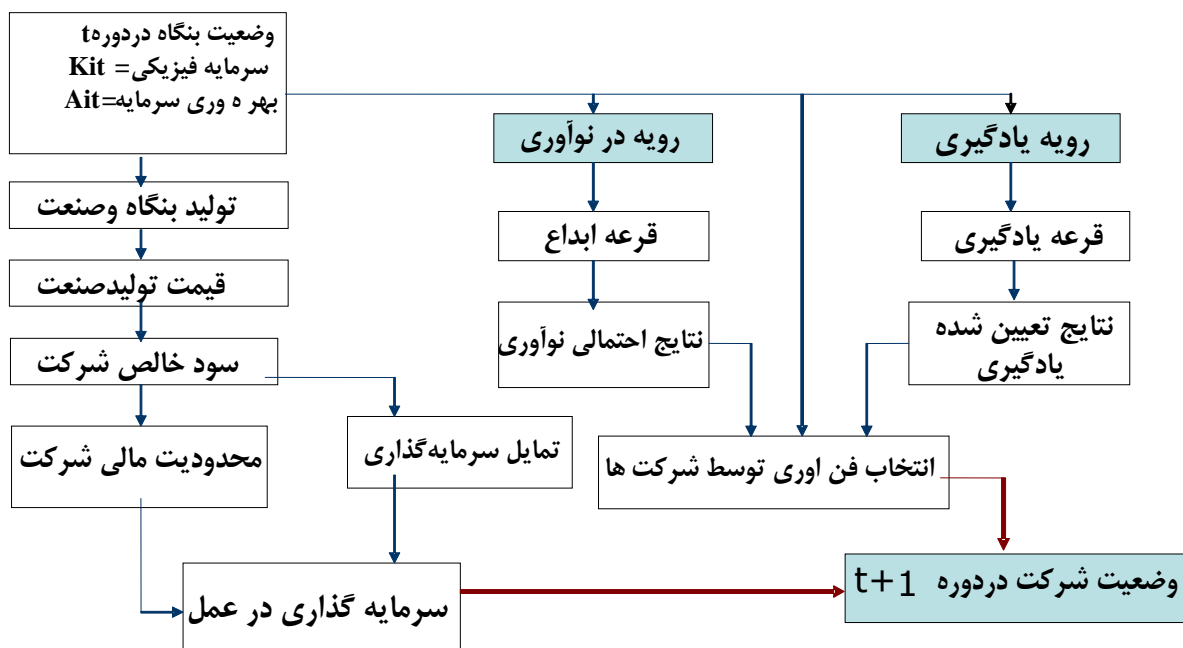 وضعیت بنگاه دردورهt
سرمایه فیزیکی= Kit
بهر ه وری سرمایه=Ait
رویه در نوآوری
رویه یادگیری
تولید بنگاه وصنعت
قرعه ابداع
قرعه یادگیری
قیمت تولیدصنعت
نتایج احتمالی نوآوری
نتایج تعیین شده
یادگیری
سود خالص شرکت
محدودیت مالی شرکت
تمایل سرمایه‌گذاری
انتخاب فن اوری توسط شرکت ها
سرمایه گذاری در عمل
وضعیت شرکت دردوره t+1